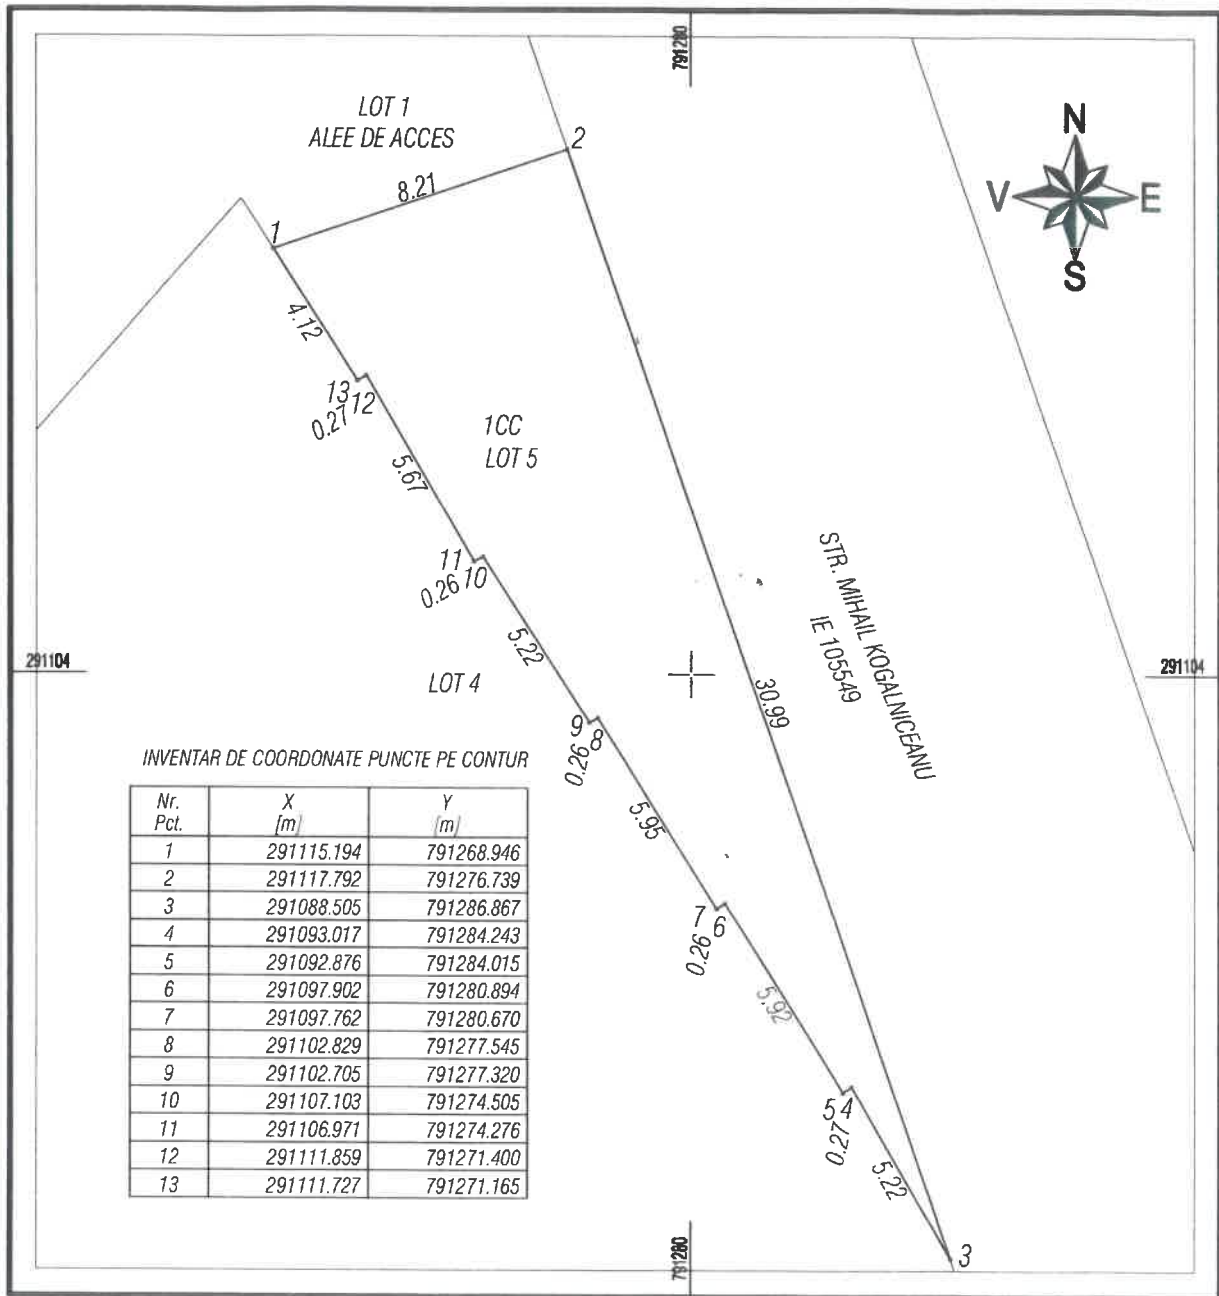 791280
LOT 1
ALEE DE ACCES
2
N
V E
S
8.21
1
4.12
13 12
0.27
1CC
LOT 5
5.67
11 10
0.26
STR. MIHAIL KOGALNICEANU
IE 105549
5.22
291104
291104
LOT 4
30.99
9 8
0.26
INVENTAR DE COORDONATE PUNCTE PE CONTUR
Nr. Pct. X [m] Y [m]
1 291115.194 791268.946
2 291117.792 791276.739
3 291088.505 791286.867
4 291093.017 791284.243
5 291092.876 791284.015
6 291097.902 791280.894
7 291097.762 791280.670
8 291102.829 791277.545
9 291102.705 791277.320
10 291107.103 791274.505
11 291106.971 791274.276
12 291111.859 791271.400
13 291111.727 791271.165
5.95
7 6
0.26
5.92
5 4
0.27
5.22
3
791280